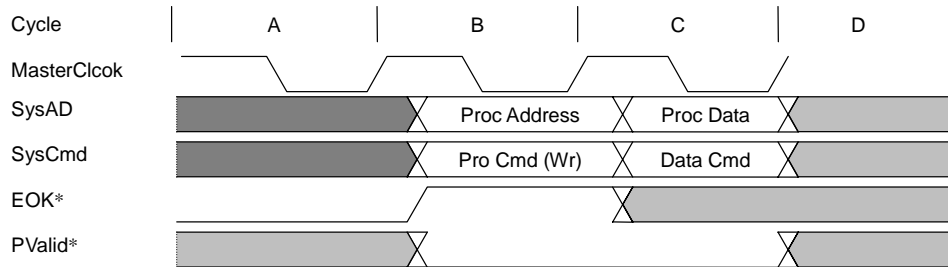 Cycle A B C D
MasterClcok
SysAD Proc Address Proc Data
SysCmd Pro Cmd (Wr) Data Cmd
EOK*
PValid*